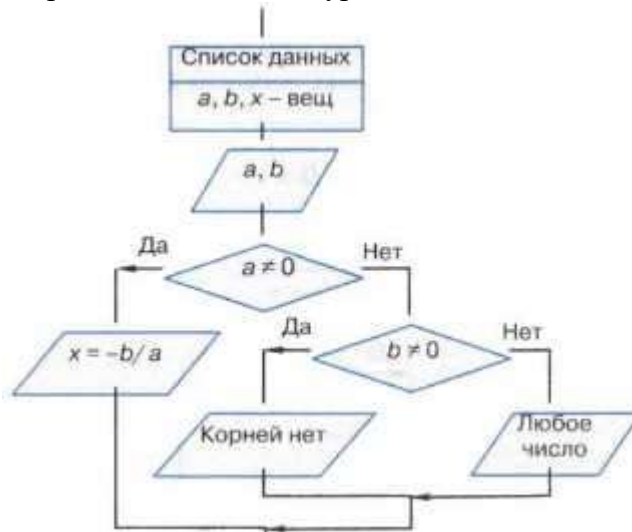 Список данных
a, b, x – вещ
a, b
Да
Нет
a ≠ 0
x = –b/ a
Да
Нет
b ≠ 0
Корней нет
Любое
число